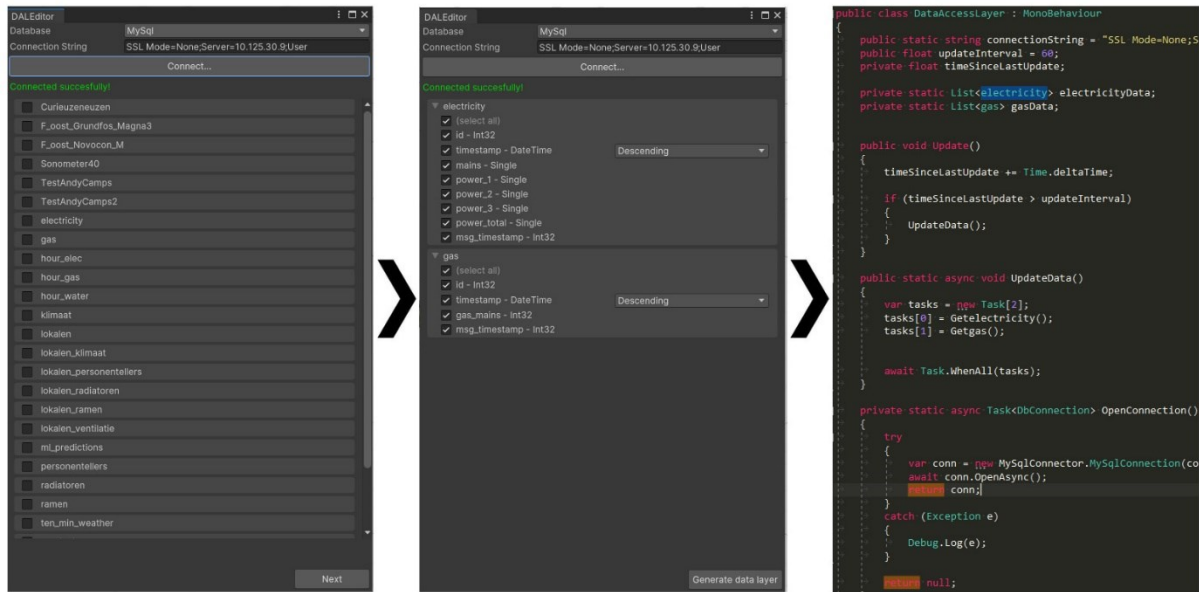 DALEditor
Database MySql
Connection String SSL Mode=None;Server=10.125.30.9;User
Connect...
Connected succesfully!
Curieuzeneuzen
F_oost_Grundfos_Magna3
F_oost_Novocon_M
Sonometer40
TestAndyCamps
TestAndyCamps2
electricity
gas
hour_elec
hour_gas
hour_water
klimaat
lokalen
lokalen_klimaat
lokalen_personentellers
lokalen_radiatoren
lokalen_ramen
lokalen_ventilatie
ml_predictions
personentellers
radiatoren
ramen
ten_min_weather
Next
DALEditor
Database MySql
Connection String SSL Mode=None;Server=10.125.30.9;User
Connect...
Connected succesfully!
electricity
(select all)
id - Int32
timestamp - DateTime Descending
mains - Single
power_1 - Single
power_2 - Single
power_3 - Single
power_total - Single
msg_timestamp - Int32
gas
(select all)
id - Int32
timestamp - DateTime Descending
gas_mains - Int32
msg_timestamp - Int32
Generate data layer
public class DataAccessLayer : MonoBehaviour
{
public static string connectionString = "SSL Mode=None;S
public float updateInterval = 60;
private float timeSinceLastUpdate;
private static List<electricity> electricityData;
private static List<gas> gasData;
public void Update()
{
timeSinceLastUpdate += Time.deltaTime;
if (timeSinceLastUpdate > updateInterval)
{
UpdateData();
}
}
public static async void UpdateData()
{
var tasks = new Task[2];
tasks[0] = Getelectricity();
tasks[1] = Getgas();
await Task.WhenAll(tasks);
}
private static async Task<DbConnection> OpenConnection()
{
try
{
var conn = new MySqlConnector.MySqlConnection(co
await conn.OpenAsync();
return conn;
}
catch (Exception e)
{
Debug.Log(e);
}
return null;